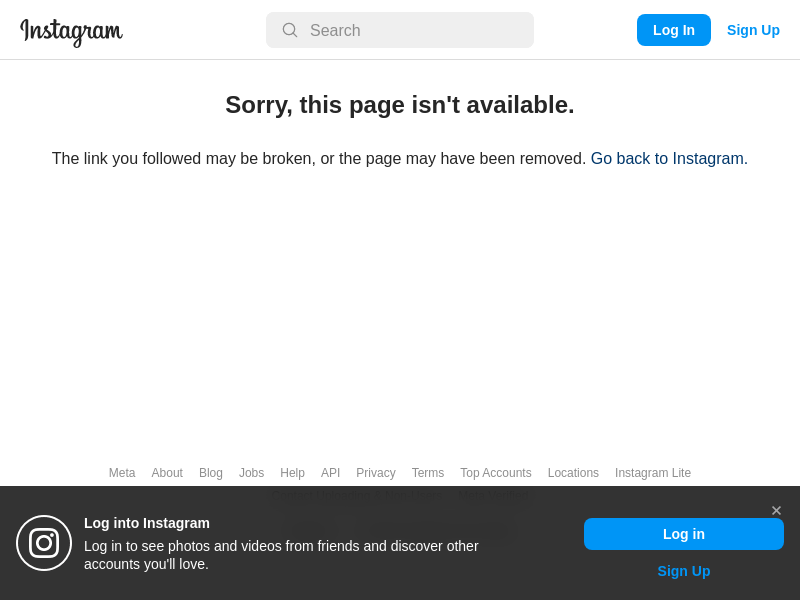 Instagram
Search
Log In
Sign Up
Sorry, this page isn't available.
The link you followed may be broken, or the page may have been removed. Go back to Instagram.
Meta About Blog Jobs Help API Privacy Terms Top Accounts Locations Instagram Lite
Log into Instagram
Log in to see photos and videos from friends and discover other
accounts you'll love.
Log in
Sign Up